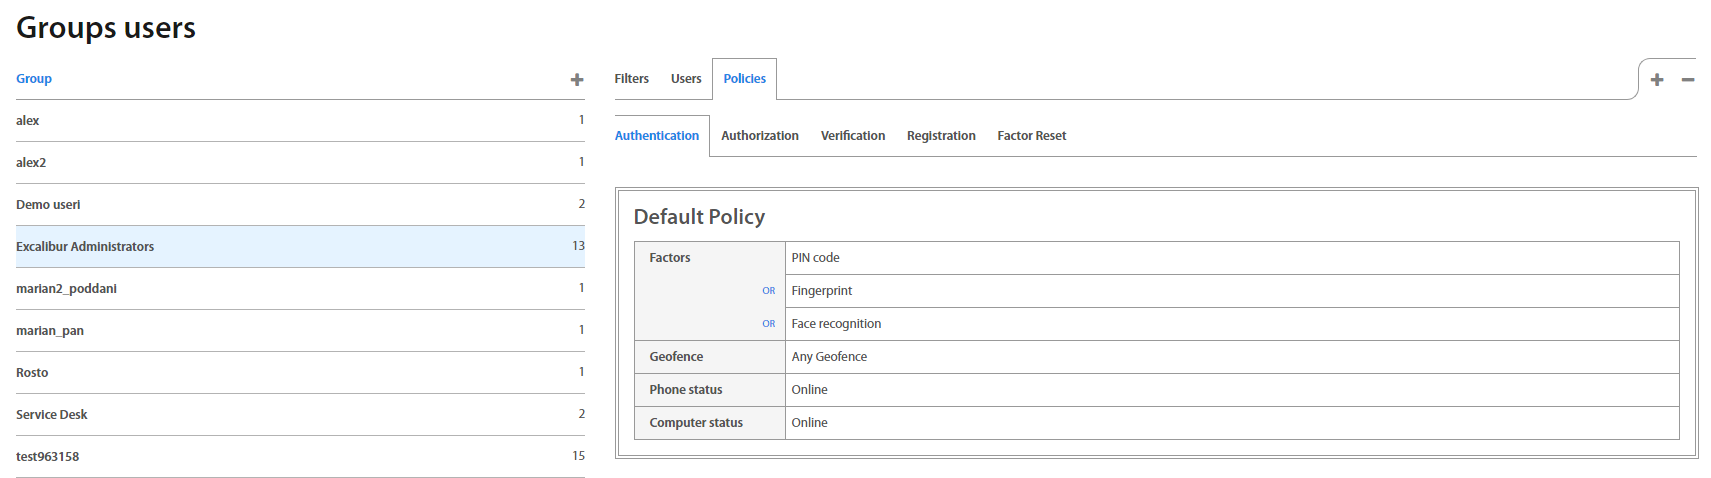 Groups users
Group
alex 1
alex2 1
Demo useri 2
Excalibur Administrators 13
marian2_poddani 1
marian_pan 1
Rosto 1
Service Desk 2
test963158 15
Filters Users Policies
Authentication Authorization Verification Registration Factor Reset
Default Policy
Factors PIN code
OR Fingerprint
OR Face recognition
Geofence Any Geofence
Phone status Online
Computer status Online